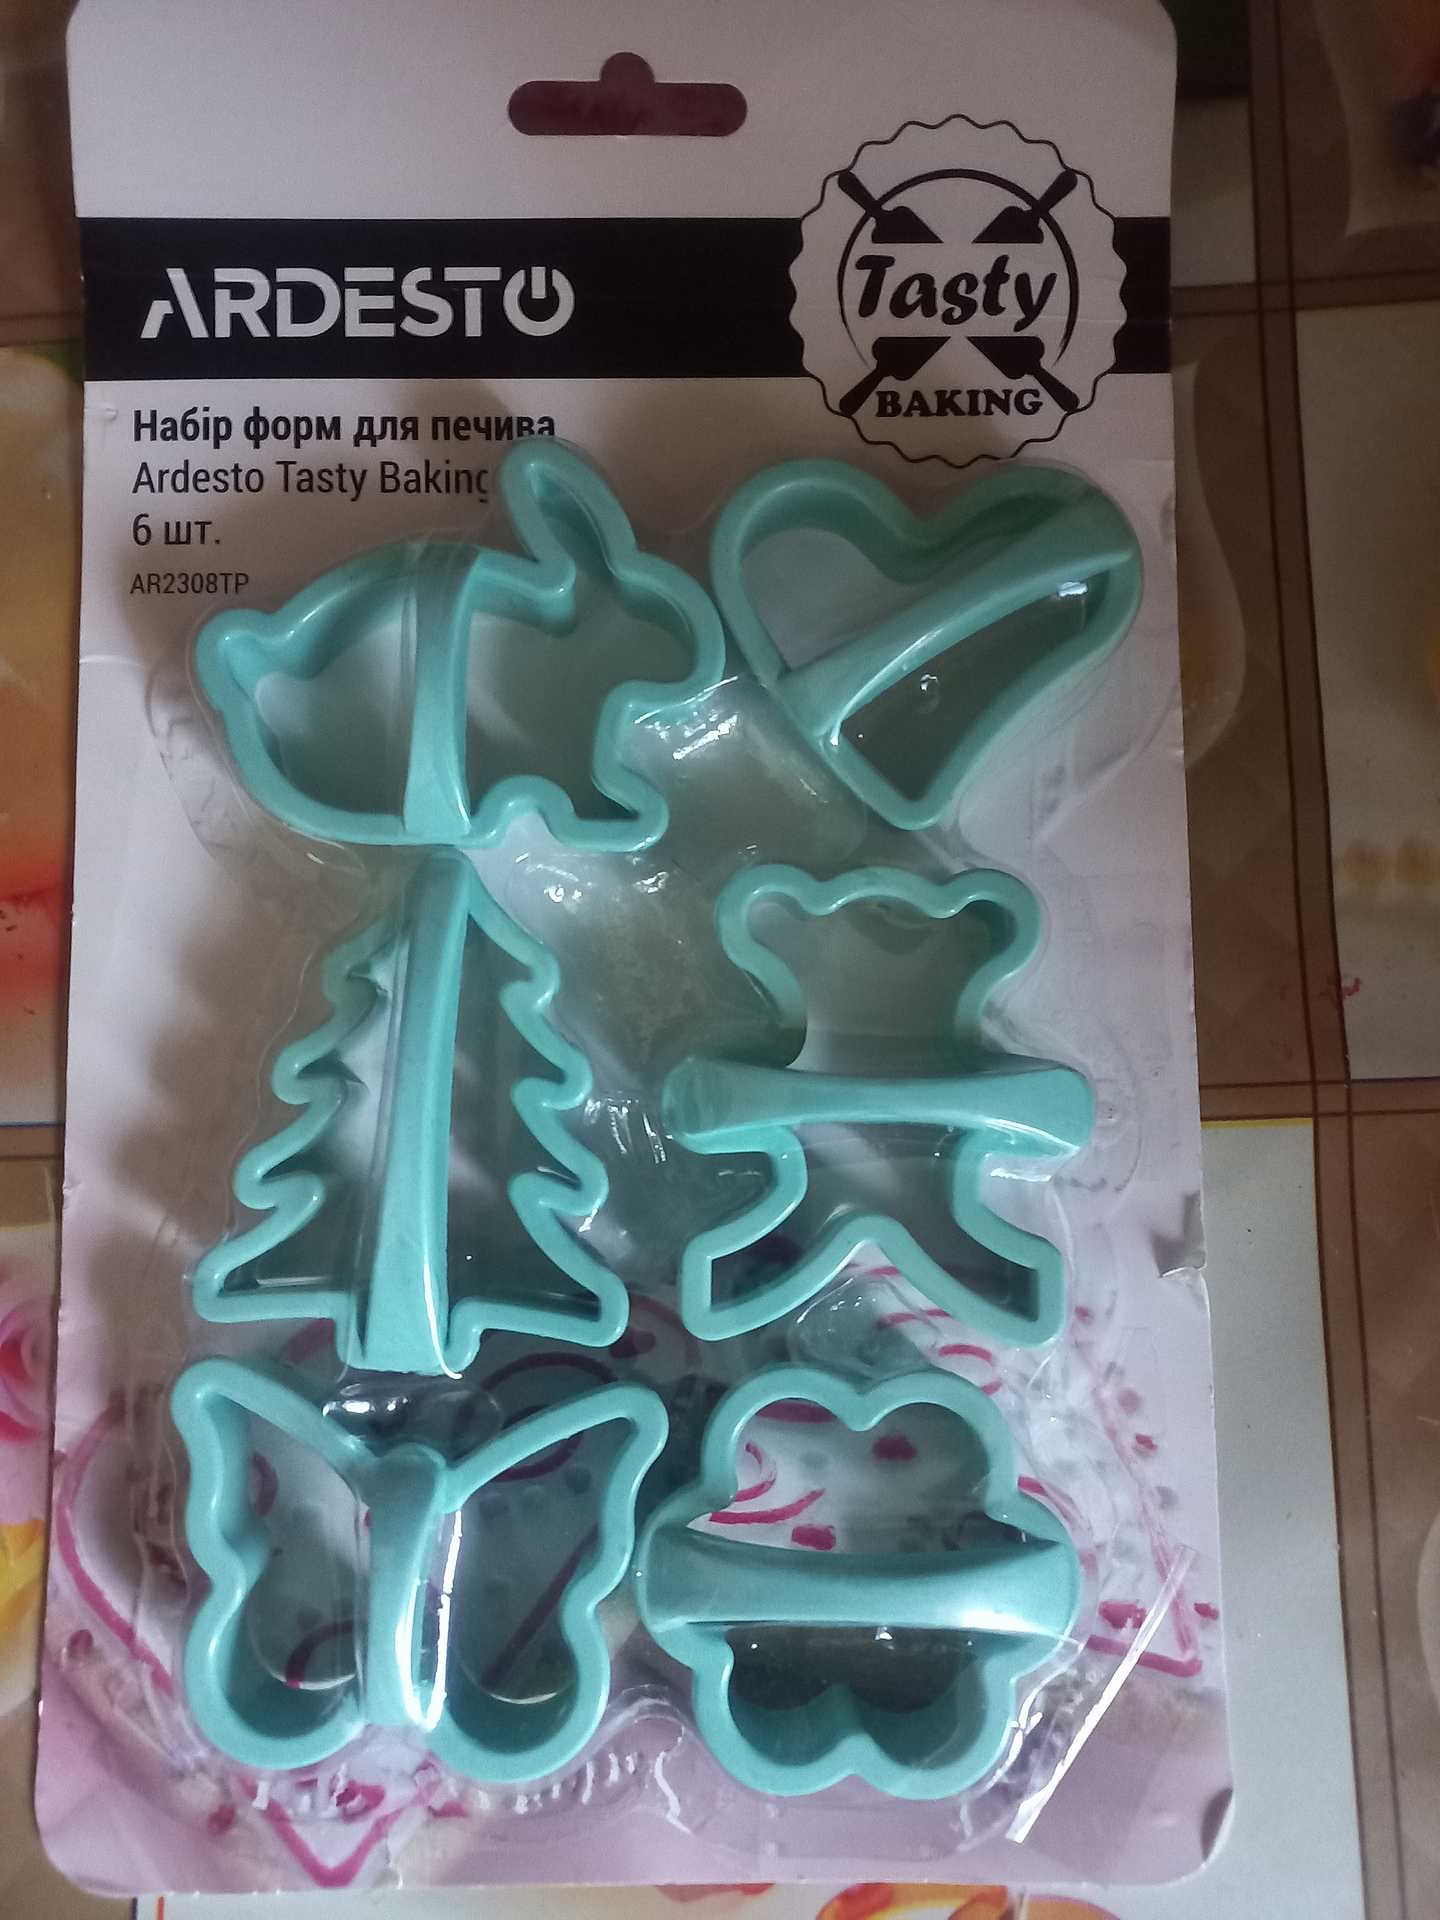 ARDESTO
Tasty
BAKING
Набір форм для печива
Ardesto Tasty Baking
6 шт.
AR2308TP